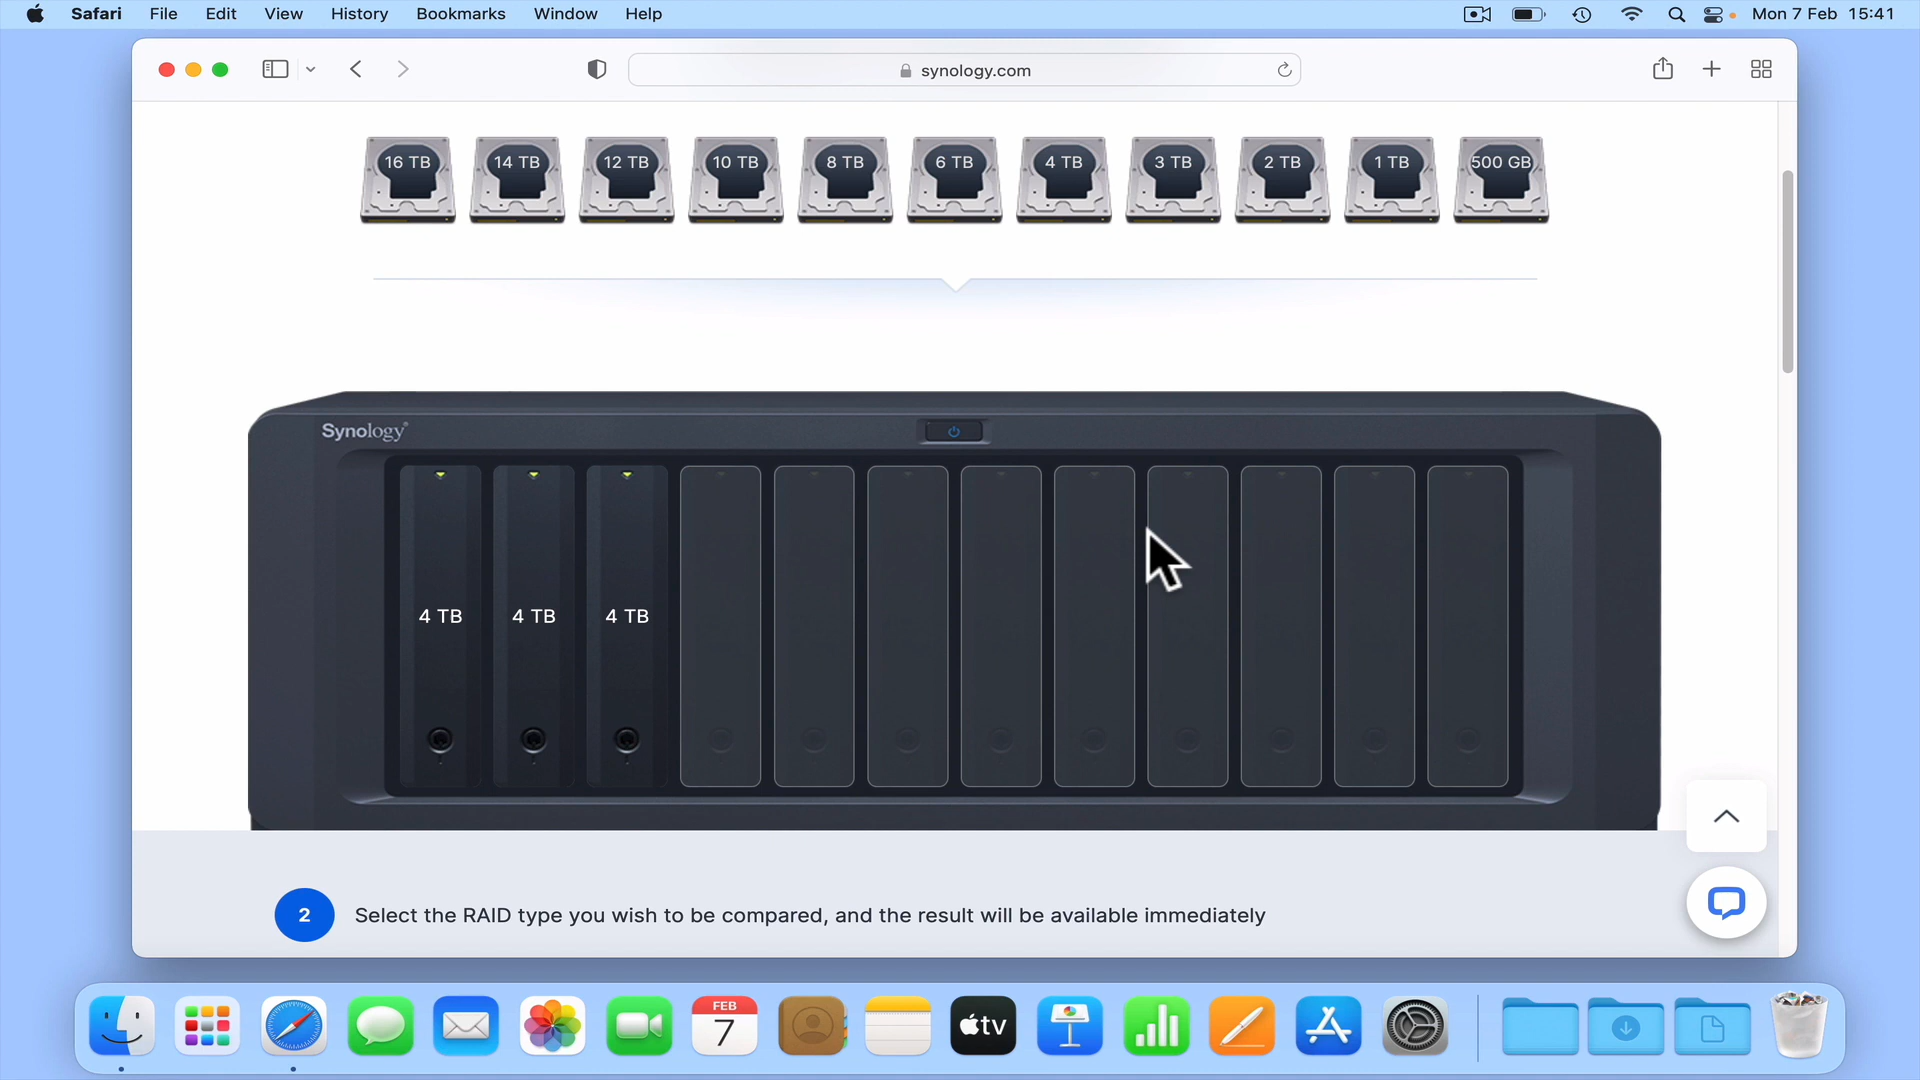 Safari File Edit View History Bookmarks Window Help Mon 7 Feb 15:41
synology.com
16 TB 14 TB 12 TB 10 TB 8 TB 6 TB 4 TB 3 TB 2 TB 1 TB 500 GB
Synology
4 TB 4 TB 4 TB
2 Select the RAID type you wish to be compared, and the result will be available immediately
FEB
7
tv